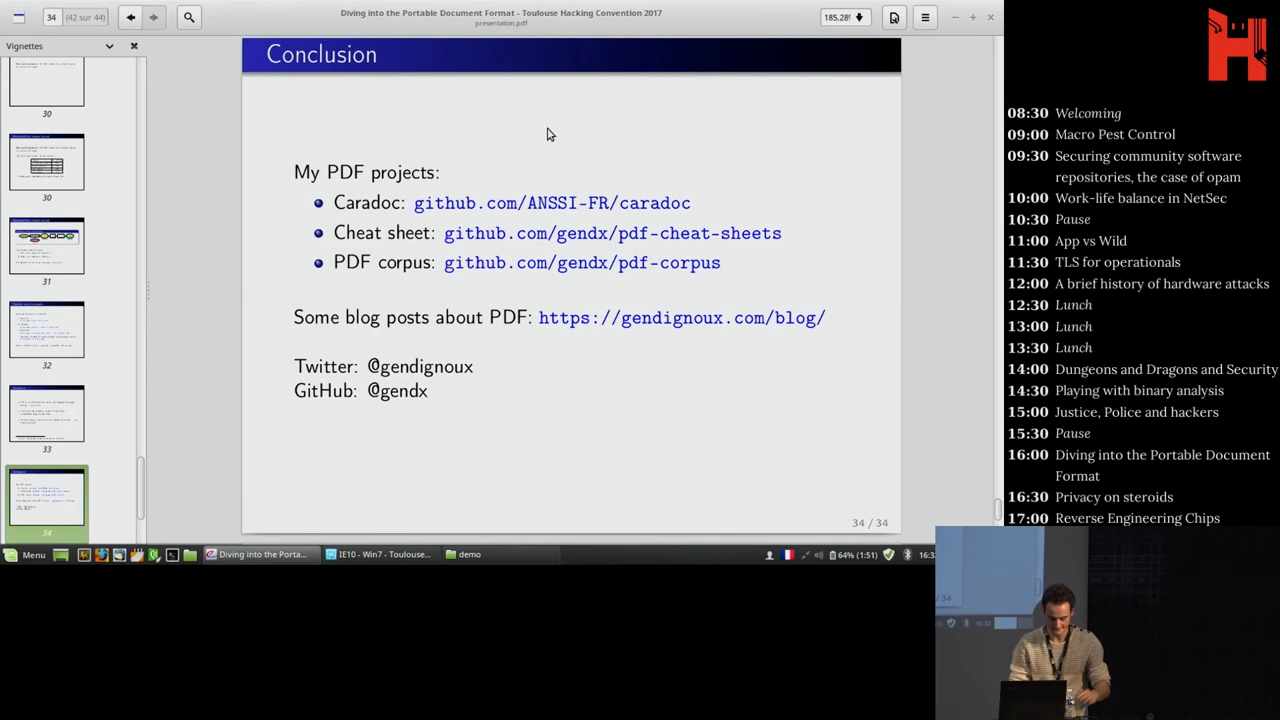 34
(42 sur 44)
Diving into the Portable Document Format - Toulouse Hacking Convention 2017
presentation.pdf
185,28
Vignettes
30
30
31
32
33
34
Conclusion
My PDF projects:
Caradoc: github.com/ANSSI-FR/caradoc
Cheat sheet: github.com/gendx/pdf-cheat-sheets
PDF corpus: github.com/gendx/pdf-corpus
Some blog posts about PDF: https://gendignoux.com/blog/
Twitter: @gendignoux
GitHub: @gendx
34 / 34
Menu
Diving into the Porta...
IE10 - Win7 - Toulouse...
demo
64% (1:51)
08:30 Welcoming
09:00 Macro Pest Control
09:30 Securing community software
repositories, the case of opam
10:00 Work-life balance in NetSec
10:30 Pause
11:00 App vs Wild
11:30 TLS for operationals
12:00 A brief history of hardware attacks
12:30 Lunch
13:00 Lunch
13:30 Lunch
14:00 Dungeons and Dragons and Security
14:30 Playing with binary analysis
15:00 Justice, Police and hackers
15:30 Pause
16:00 Diving into the Portable Document
Format
16:30 Privacy on steroids
17:00 Reverse Engineering Chips
/ 34
16:32